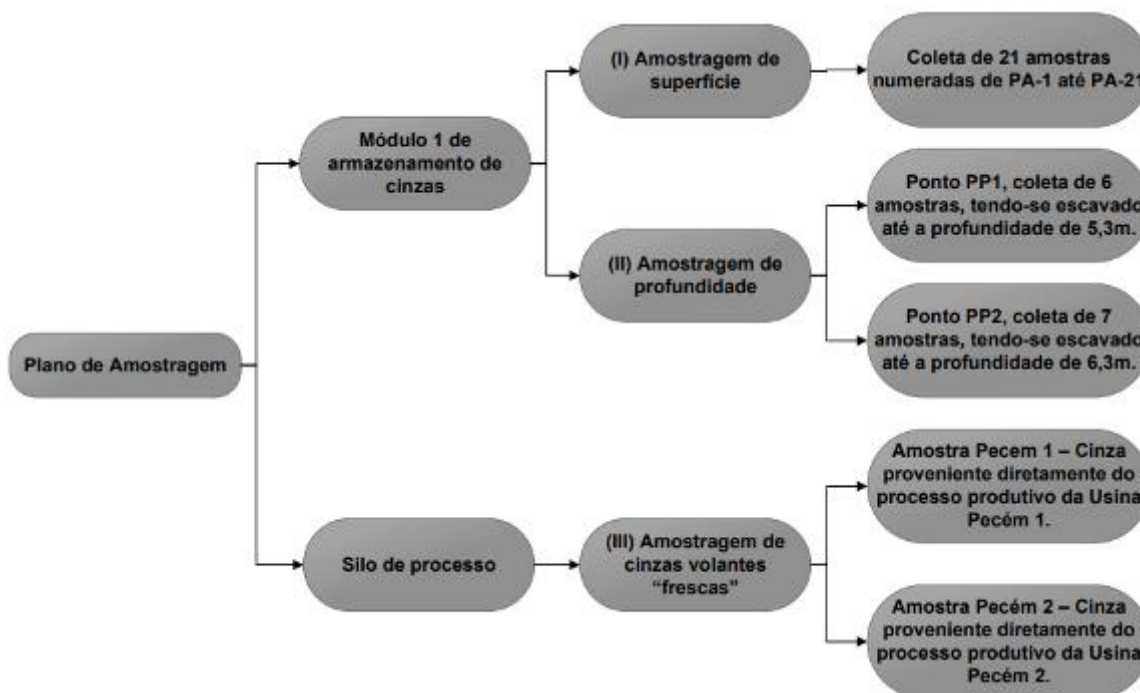 (I) Amostragem de
superfície
Coleta de 21 amostras
numeradas de PA-1 até PA-21
Módulo 1 de
armazenamento de
cinzas
Ponto PP1, coleta de 6
amostras, tendo-se escavado
até a profundidade de 5,3m.
(II) Amostragem de
profundidade
Ponto PP2, coleta de 7
amostras, tendo-se escavado
até a profundidade de 6,3m.
Plano de Amostragem
Amostra Pecem 1 – Cinza
proveniente diretamente do
processo produtivo da Usina
Pecém 1.
Silo de processo
(III) Amostragem de
cinzas volantes
“frescas”
Amostra Pecém 2 – Cinza
proveniente diretamente do
processo produtivo da Usina
Pecém 2.